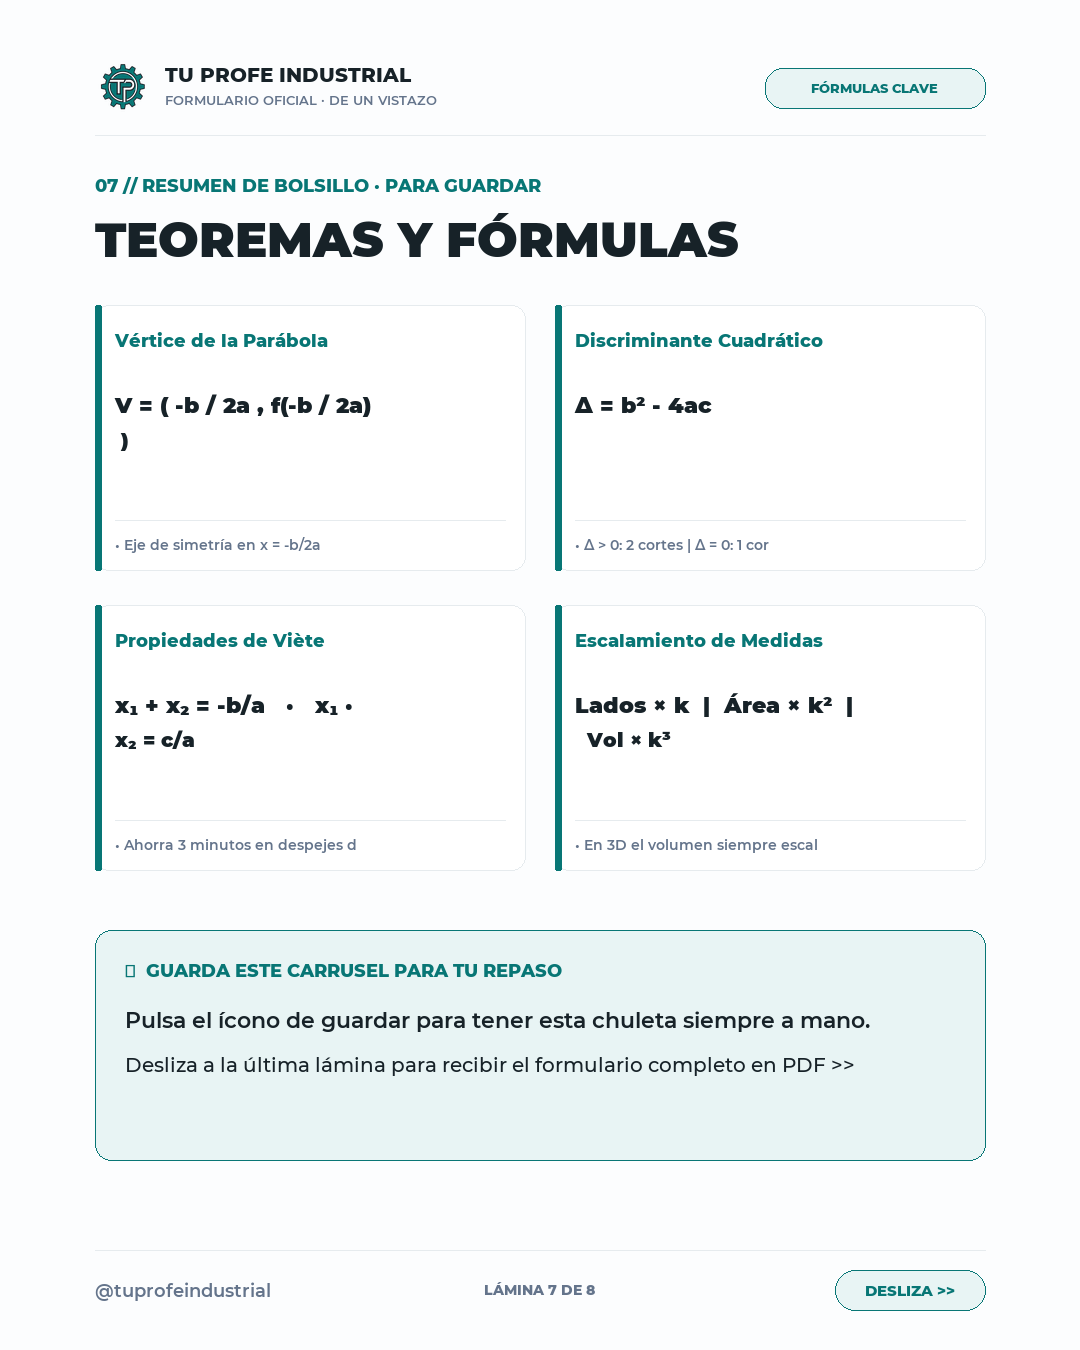 TP
TU PROFE INDUSTRIAL
FORMULARIO OFICIAL · DE UN VISTAZO
FÓRMULAS CLAVE
07 // RESUMEN DE BOLSILLO · PARA GUARDAR
TEOREMAS Y FÓRMULAS
Vértice de la Parábola
V = ( -b / 2a , f(-b / 2a)
)
• Eje de simetría en x = -b/2a
Discriminante Cuadrático
Δ = b² - 4ac
• Δ > 0: 2 cortes | Δ = 0: 1 cor
Propiedades de Viète
x₁ + x₂ = -b/a · x₁ ·
x₂ = c/a
• Ahorra 3 minutos en despejes d
Escalamiento de Medidas
Lados × k | Área × k² |
Vol × k³
• En 3D el volumen siempre escal
GUARDA ESTE CARRUSEL PARA TU REPASO
Pulsa el ícono de guardar para tener esta chuleta siempre a mano.
Desliza a la última lámina para recibir el formulario completo en PDF >>
@tuprofeindustrial
LÁMINA 7 DE 8
DESLIZA >>